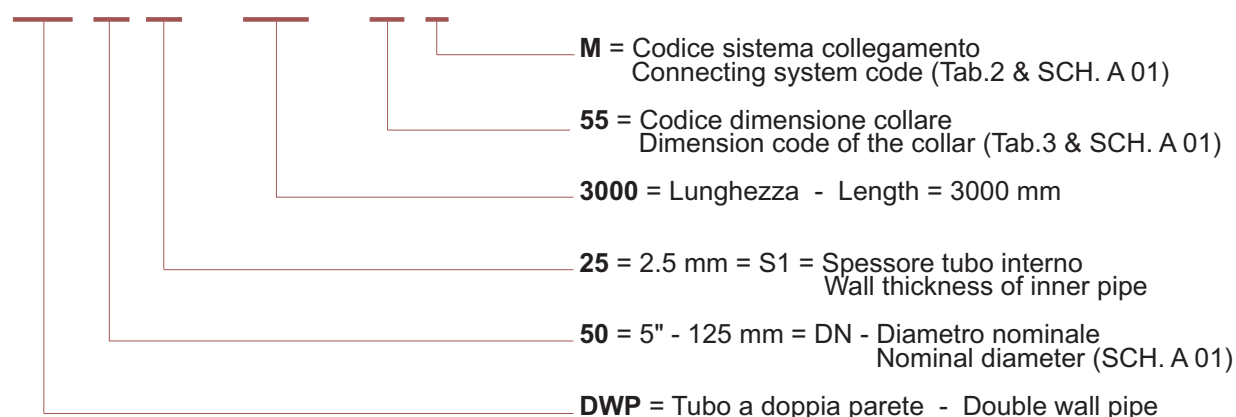 M = Codice sistema collegamento
Connecting system code (Tab.2 & SCH. A 01)
55 = Codice dimensione collare
Dimension code of the collar (Tab.3 & SCH. A 01)
3000 = Lunghezza - Length = 3000 mm
25 = 2.5 mm = S1 = Spessore tubo interno
Wall thickness of inner pipe
50 = 5" - 125 mm = DN - Diametro nominale
Nominal diameter (SCH. A 01)
DWP = Tubo a doppia parete - Double wall pipe